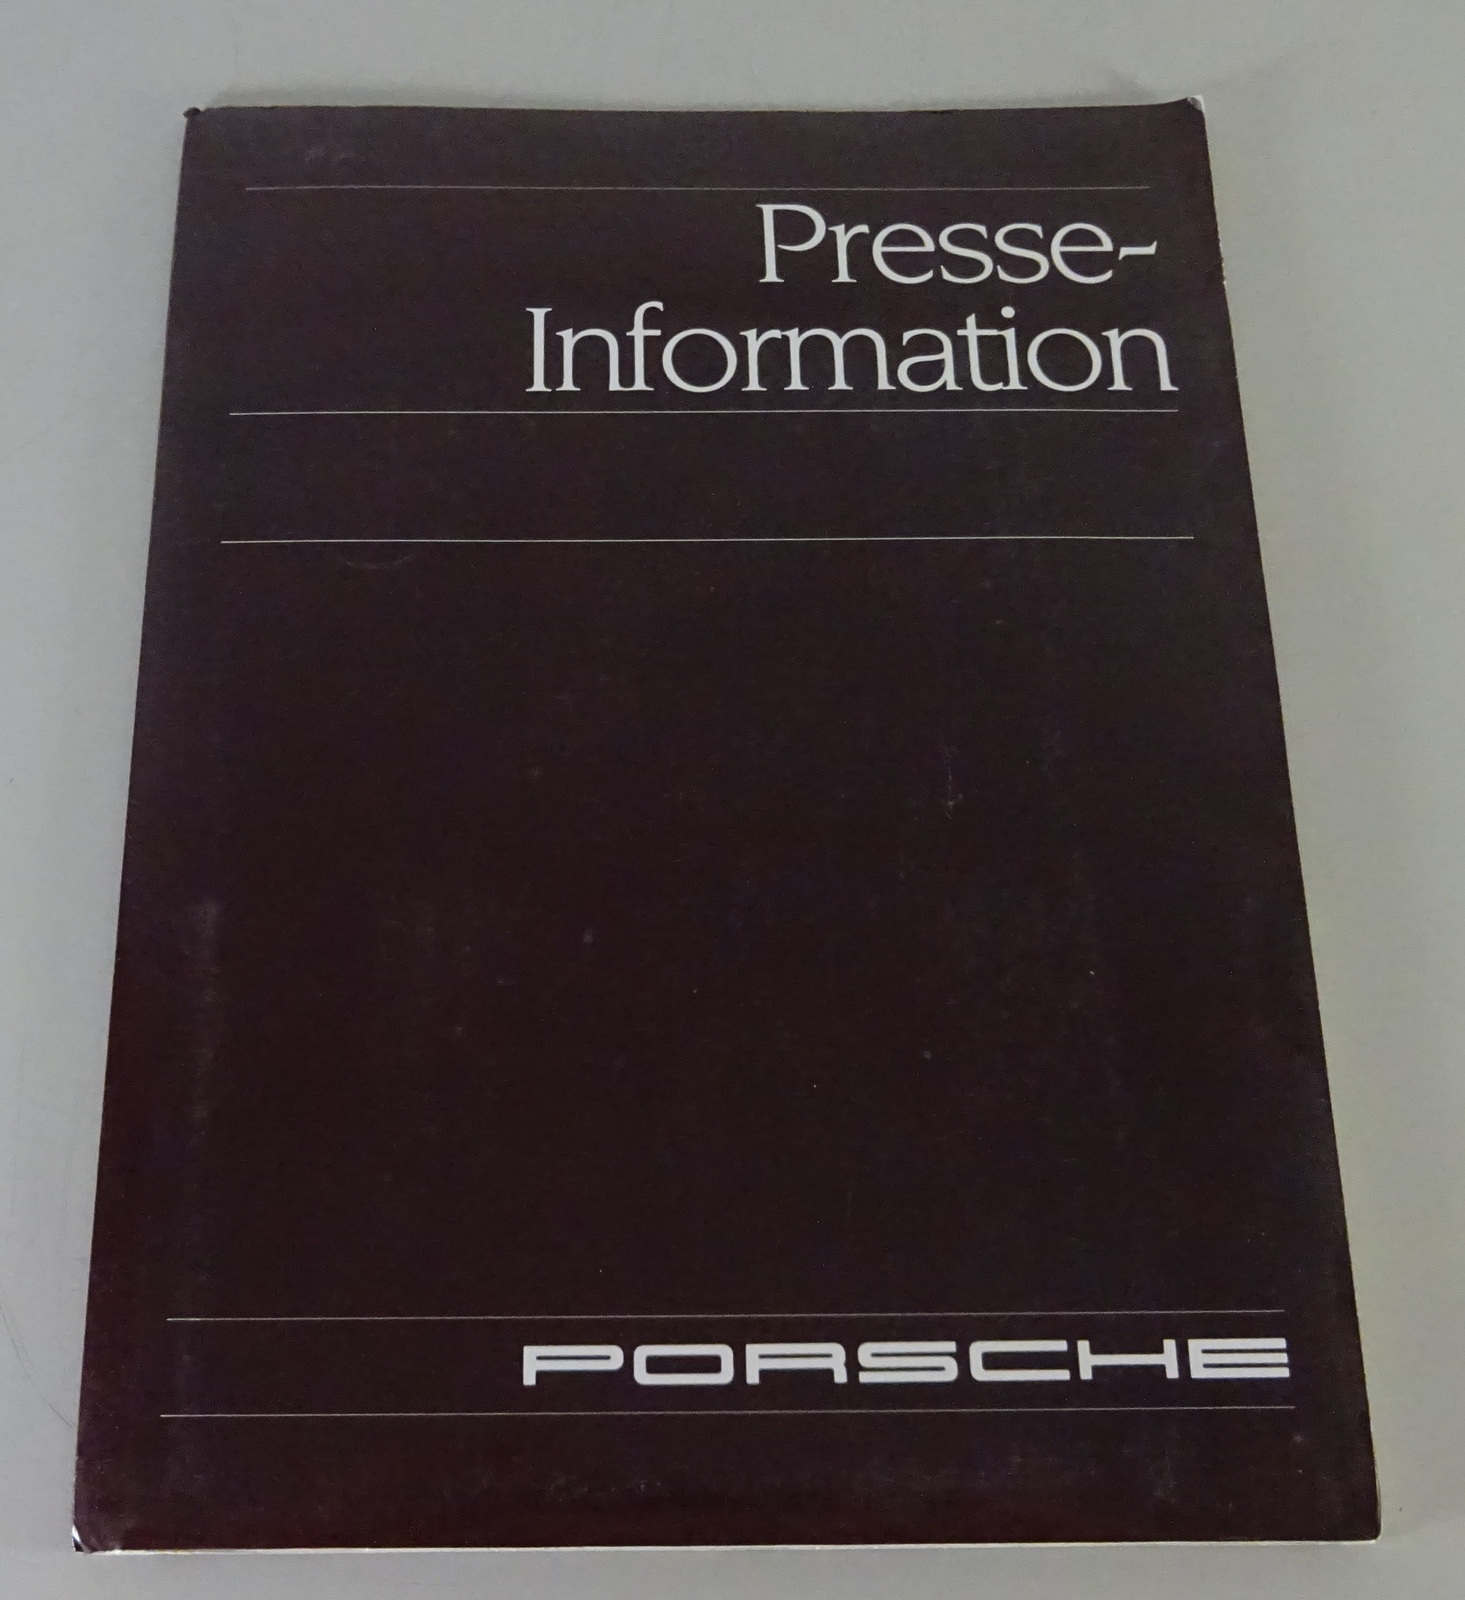 Presse-
Information
PORSCHE